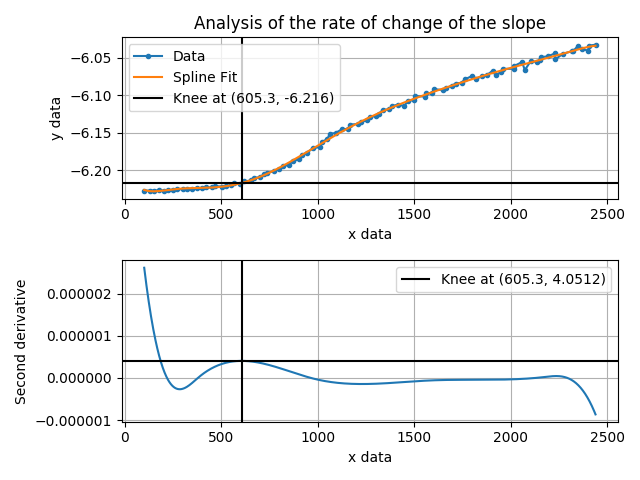 Analysis of the rate of change of the slope
−6.05
−6.10
−6.15
−6.20
y data
Data
Spline Fit
Knee at (605.3, -6.216)
0
500
1000
1500
2000
2500
x data
0.000002
0.000001
0.000000
−0.000001
Second derivative
Knee at (605.3, 4.0512)
0
500
1000
1500
2000
2500
x data